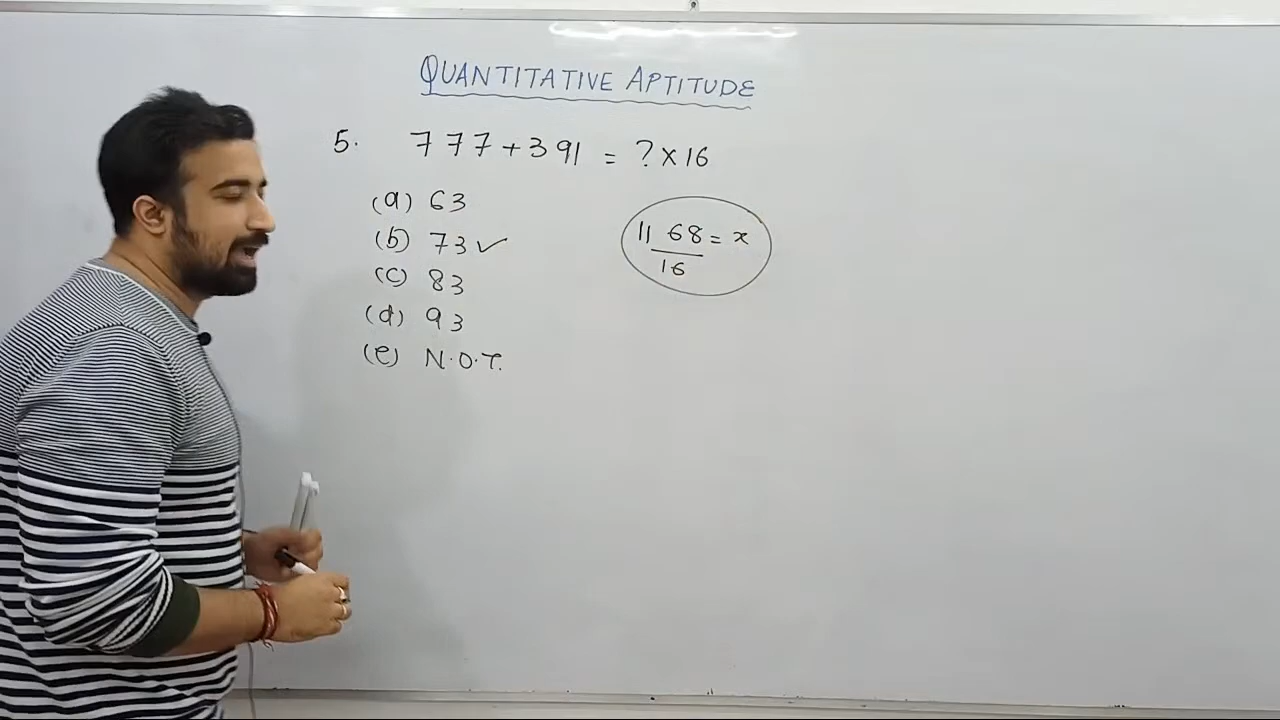 QUANTITATIVE APTITUDE
5. 777+391 = ?×16
(a) 63
(b) 73 ✓
(c) 83
(d) 93
(e) N.O.T.
1168 = x
16